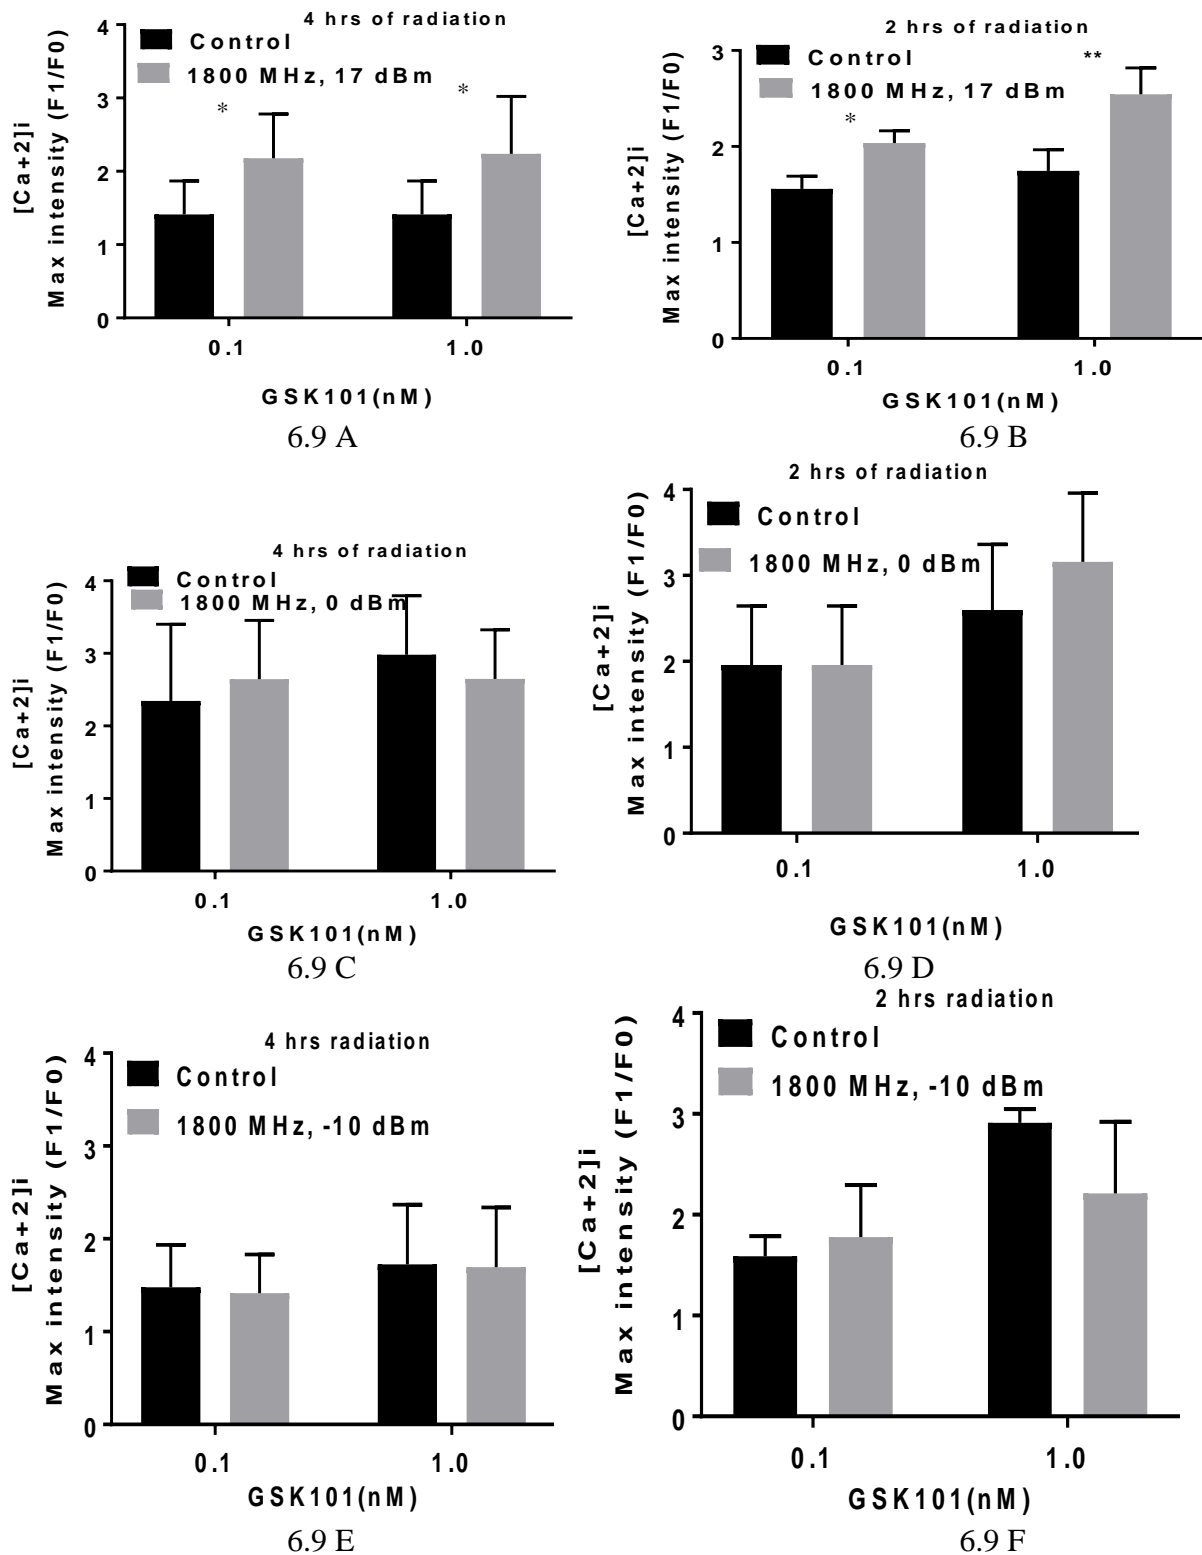 4 hrs of radiation
Control
1800 MHz, 17 dBm
[Ca+2]i
Max intensity (F1/F0)
4
3
2
1
0
*
*
0.1
1.0
GSK101(nM)
6.9 A
2 hrs of radiation
Control
1800 MHz, 17 dBm
[Ca+2]i
Max intensity (F1/F0)
3
2
1
0
*
**
0.1
1.0
GSK101(nM)
6.9 B
4 hrs of radiation
Control
1800 MHz, 0 dBm
[Ca+2]i
Max intensity (F1/F0)
4
3
2
1
0
0.1
1.0
GSK101(nM)
6.9 C
2 hrs of radiation
Control
1800 MHz, 0 dBm
[Ca+2]i
Max intensity (F1/F0)
4
3
2
1
0
0.1
1.0
GSK101(nM)
6.9 D
4 hrs radiation
Control
1800 MHz, -10 dBm
[Ca+2]i
Max intensity (F1/F0)
4
3
2
1
0
0.1
1.0
GSK101(nM)
6.9 E
2 hrs radiation
Control
1800 MHz, -10 dBm
[Ca+2]i
Max intensity (F1/F0)
4
3
2
1
0
0.1
1.0
GSK101(nM)
6.9 F